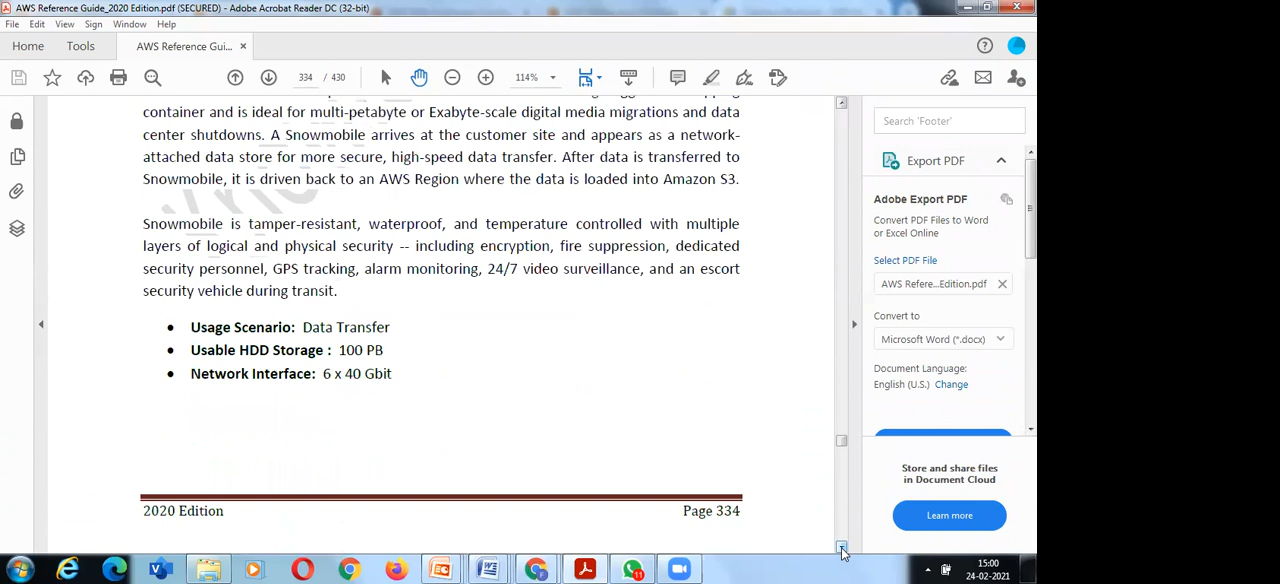 AWS Reference Guide_2020 Edition.pdf (SECURED) - Adobe Acrobat Reader DC (32-bit)
File Edit View Sign Window Help
Home Tools AWS Reference Gui... ×
334 / 430 114%
container and is ideal for multi-petabyte or Exabyte-scale digital media migrations and data
center shutdowns. A Snowmobile arrives at the customer site and appears as a network-
attached data store for more secure, high-speed data transfer. After data is transferred to
Snowmobile, it is driven back to an AWS Region where the data is loaded into Amazon S3.
Snowmobile is tamper-resistant, waterproof, and temperature controlled with multiple
layers of logical and physical security -- including encryption, fire suppression, dedicated
security personnel, GPS tracking, alarm monitoring, 24/7 video surveillance, and an escort
security vehicle during transit.
• Usage Scenario: Data Transfer
• Usable HDD Storage : 100 PB
• Network Interface: 6 x 40 Gbit
2020 Edition Page 334
Search 'Footer'
Export PDF
Adobe Export PDF
Convert PDF Files to Word
or Excel Online
Select PDF File
AWS Refere...Edition.pdf
Convert to
Microsoft Word (*.docx)
Document Language:
English (U.S.) Change
Store and share files
in Document Cloud
Learn more
15:00
24-02-2021